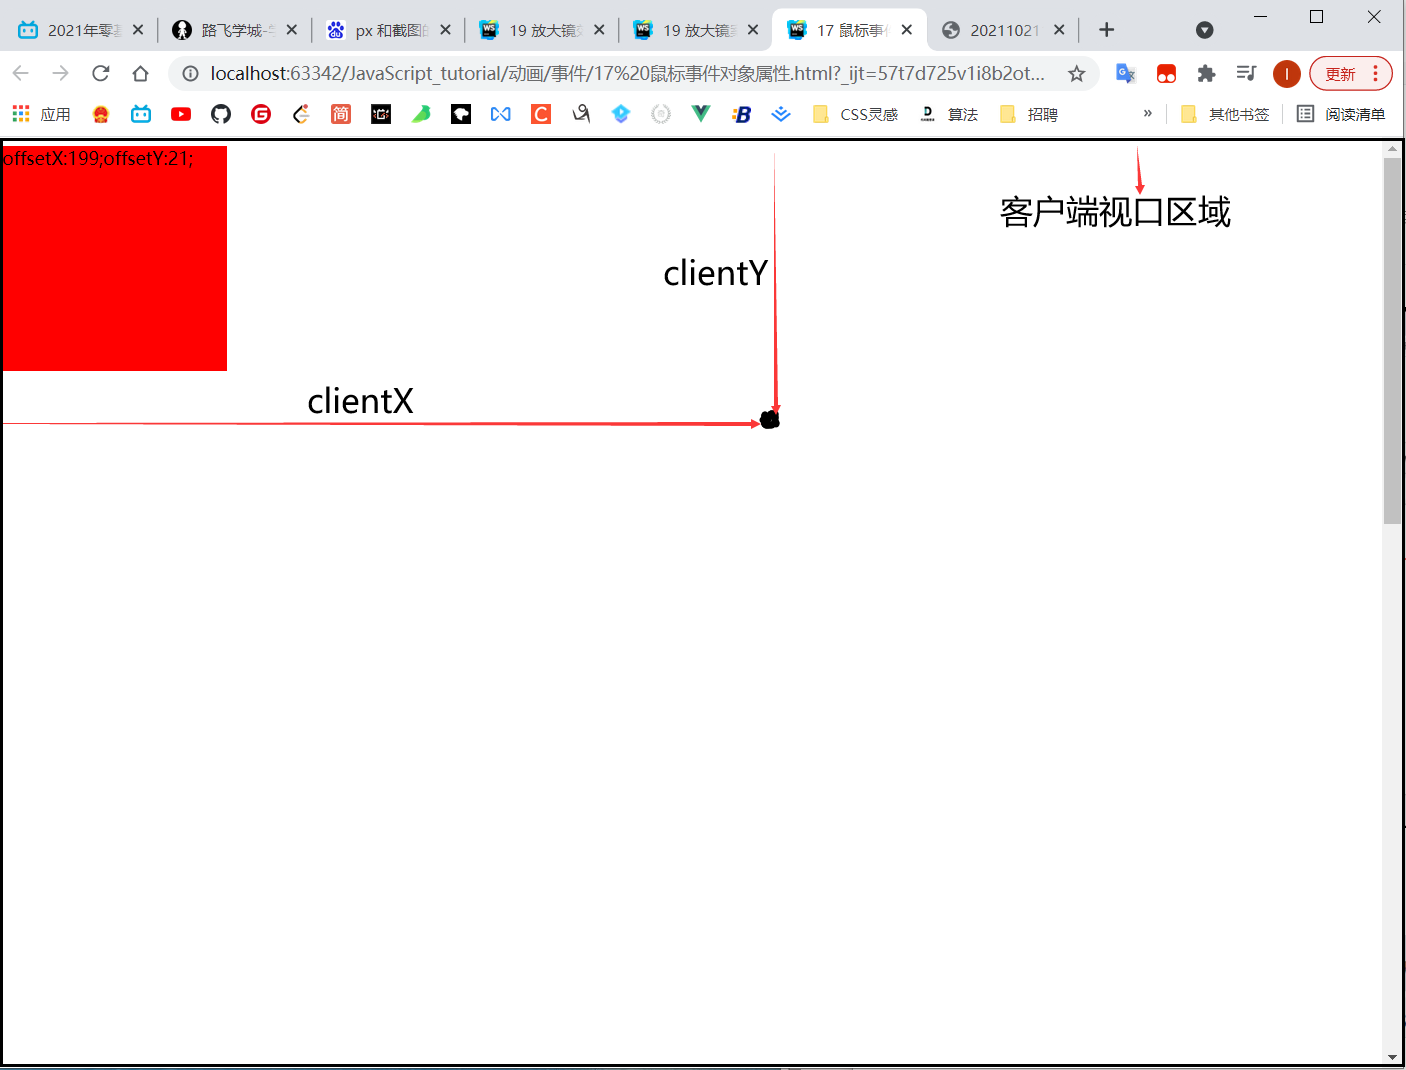 2021年零基
路飞学城-学
px 和截图的
19 放大镜效
19 放大镜
17 鼠标事件
20211021
localhost:63342/JavaScript_tutorial/动画/事件/17%20鼠标事件对象属性.html?_ijt=57t7d725v1i8b2ot...
更新
应用
CSS灵感
算法
招聘
»
其他书签
阅读清单
offsetX:199;offsetY:21;
客户端视口区域
clientY
clientX